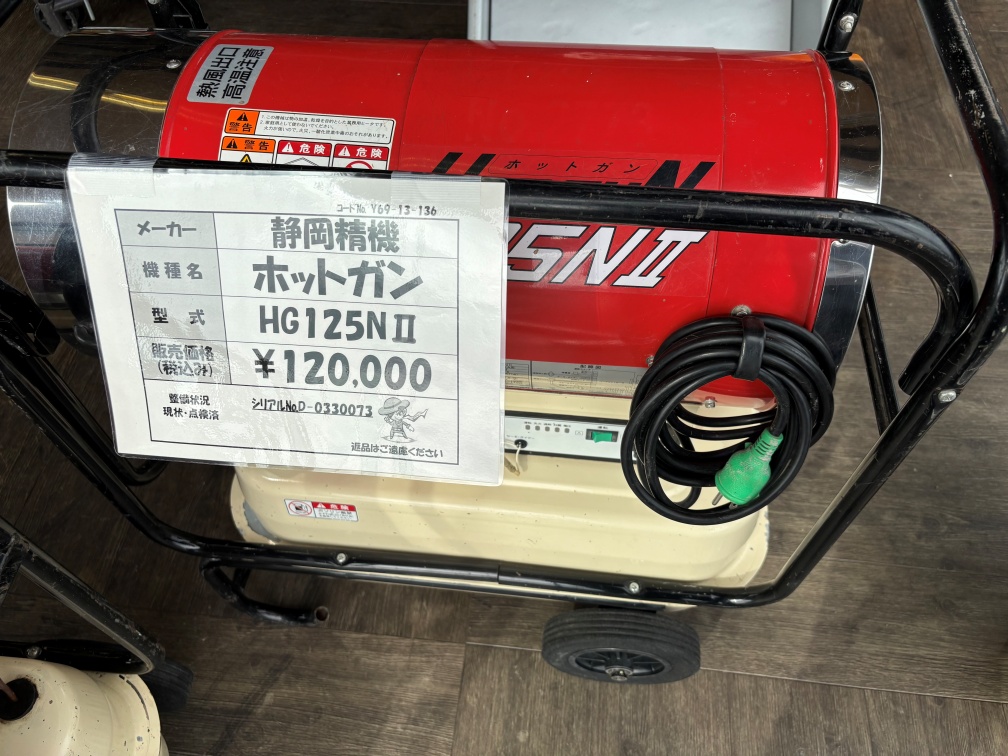 熱風出口
高温注意
警告
警告
危険
危険
ホットガン
5NⅡ
コードNo. Y69-13-136
メーカー 静岡精機
機種名 ホットガン
型式 HG125NⅡ
販売価格
(税込み) ¥120,000
整備状況
現状・点検済
シリアルNo.D-0330073
返品はご遠慮ください